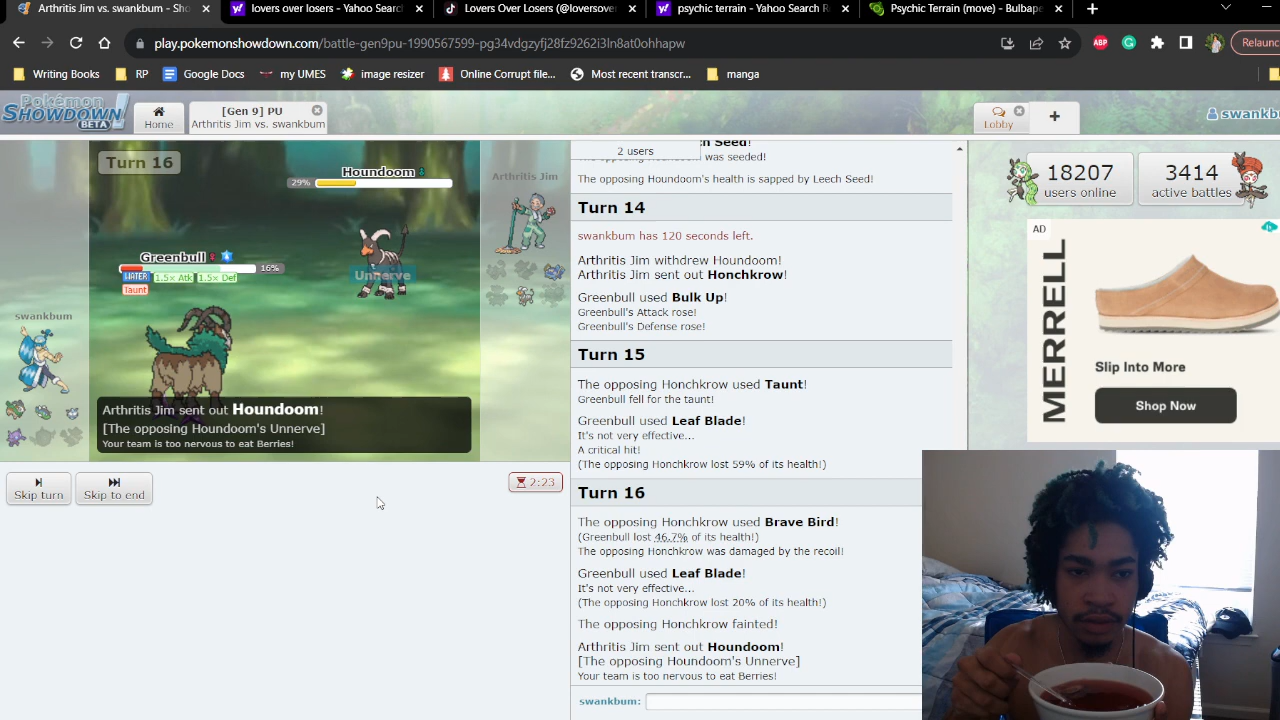 Arthritis Jim vs. swankbum - Sho
lovers over losers - Yahoo Searc
Lovers Over Losers (@loversover
psychic terrain - Yahoo Search R
Psychic Terrain (move) - Bulbape
play.pokemonshowdown.com/battle-gen9pu-1990567599-pg34vdgzyfj28fz9262i3ln8at0ohhapw
ABP
Relaunc
Writing Books
RP
Google Docs
my UMES
image resizer
Online Corrupt file...
Most recent transcr...
manga
Pokémon
SHOWDOWN!
BETA
Home
[Gen 9] PU
Arthritis Jim vs. swankbum
Lobby
swankbu
Turn 16
Houndoom
29%
Arthritis Jim
Greenbull
16%
HATER
1.5× Atk
1.5× Def
Taunt
Unnerve
swankbum
Arthritis Jim sent out Houndoom!
[The opposing Houndoom's Unnerve]
Your team is too nervous to eat Berries!
Skip turn
Skip to end
2:23
2 users
h Seed!
was seeded!
The opposing Houndoom's health is sapped by Leech Seed!
Turn 14
swankbum has 120 seconds left.
Arthritis Jim withdrew Houndoom!
Arthritis Jim sent out Honchkrow!
Greenbull used Bulk Up!
Greenbull's Attack rose!
Greenbull's Defense rose!
Turn 15
The opposing Honchkrow used Taunt!
Greenbull fell for the taunt!
Greenbull used Leaf Blade!
It's not very effective...
A critical hit!
(The opposing Honchkrow lost 59% of its health!)
Turn 16
The opposing Honchkrow used Brave Bird!
(Greenbull lost 46.7% of its health!)
The opposing Honchkrow was damaged by the recoil!
Greenbull used Leaf Blade!
It's not very effective...
(The opposing Honchkrow lost 20% of its health!)
The opposing Honchkrow fainted!
Arthritis Jim sent out Houndoom!
[The opposing Houndoom's Unnerve]
Your team is too nervous to eat Berries!
swankbum:
18207
users online
3414
active battles
AD
MERRELL
Slip Into More
Shop Now